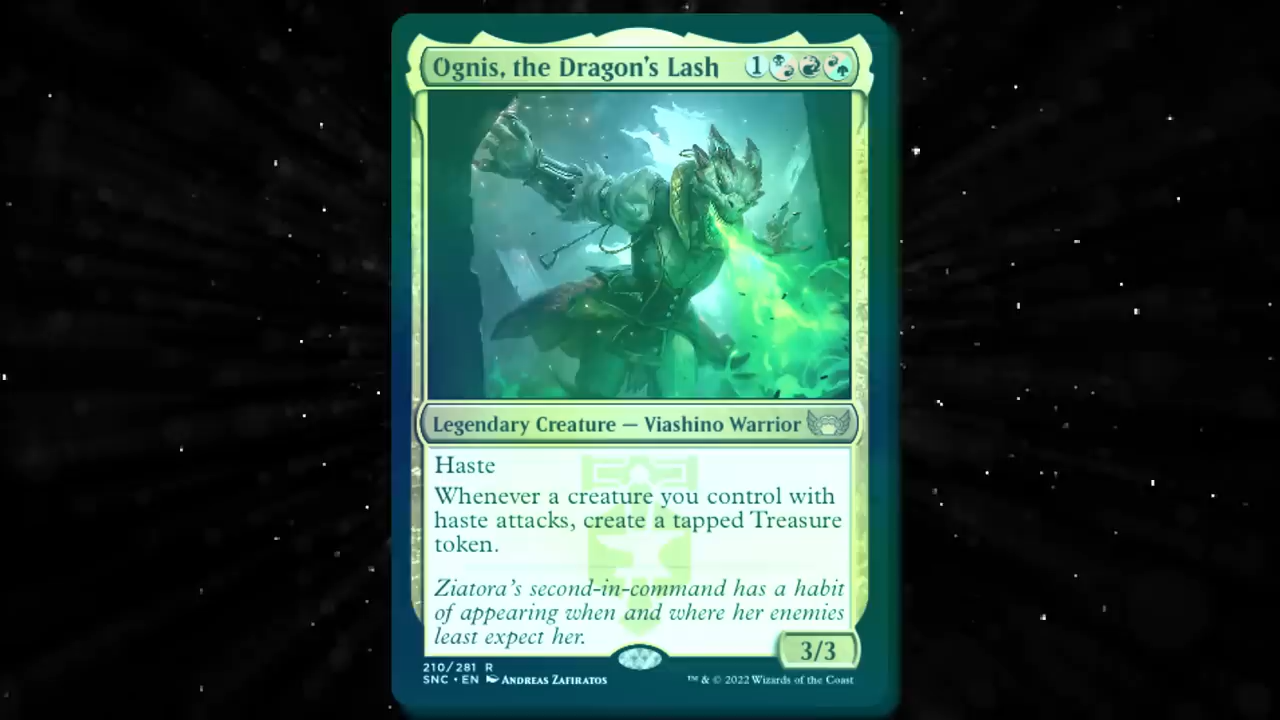 Ognis, the Dragon's Lash 1
Legendary Creature — Viashino Warrior
Haste
Whenever a creature you control with
haste attacks, create a tapped Treasure
token.
Ziatora's second-in-command has a habit
of appearing when and where her enemies
least expect her.
3/3
210/281 R
SNC • EN ANDREAS ZAFIRATOS
™ & © 2022 Wizards of the Coast